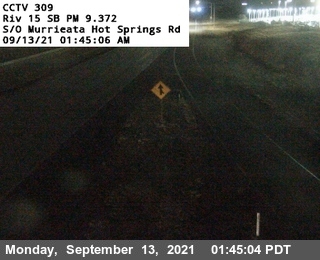 CCTV 309
Riv 15 SB PM 9.372
S/O Murrieata Hot Springs Rd
09/13/21 01:45:06 AM
Monday, September 13, 2021 01:45:04 PDT